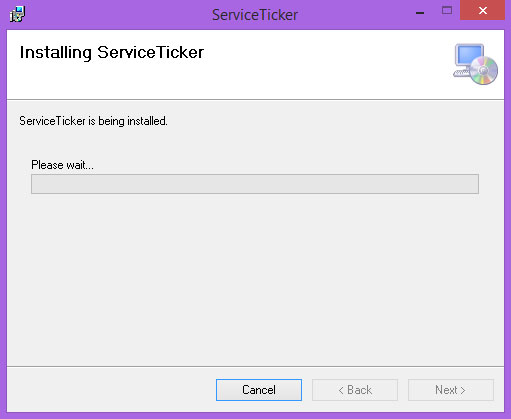 ServiceTicker
Installing ServiceTicker
ServiceTicker is being installed.
Please wait...
Cancel
< Back
Next >